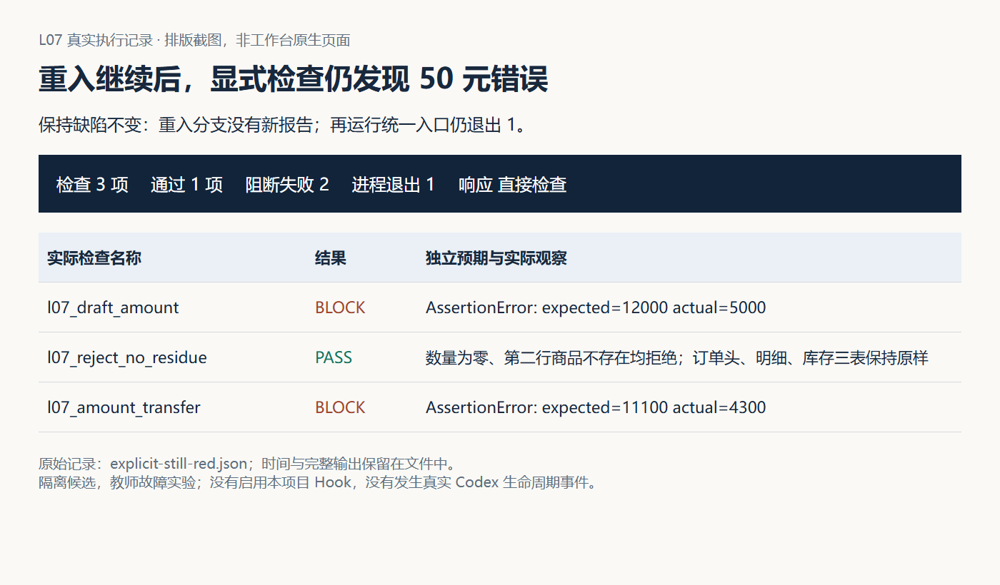 L07 真实执行记录 · 排版截图，非工作台原生页面
重入继续后，显式检查仍发现 50 元错误
保持缺陷不变：重入分支没有新报告；再运行统一入口仍退出 1。
检查 3 项 通过 1 项 阻断失败 2 进程退出 1 响应 直接检查
实际检查名称 结果 独立预期与实际观察
l07_draft_amount BLOCK AssertionError: expected=12000 actual=5000
l07_reject_no_residue PASS 数量为零、第二行商品不存在均拒绝；订单头、明细、库存三表保持原样
l07_amount_transfer BLOCK AssertionError: expected=11100 actual=4300
原始记录：explicit-still-red.json；时间与完整输出保留在文件中。
隔离候选，教师故障实验；没有启用本项目 Hook，没有发生真实 Codex 生命周期事件。